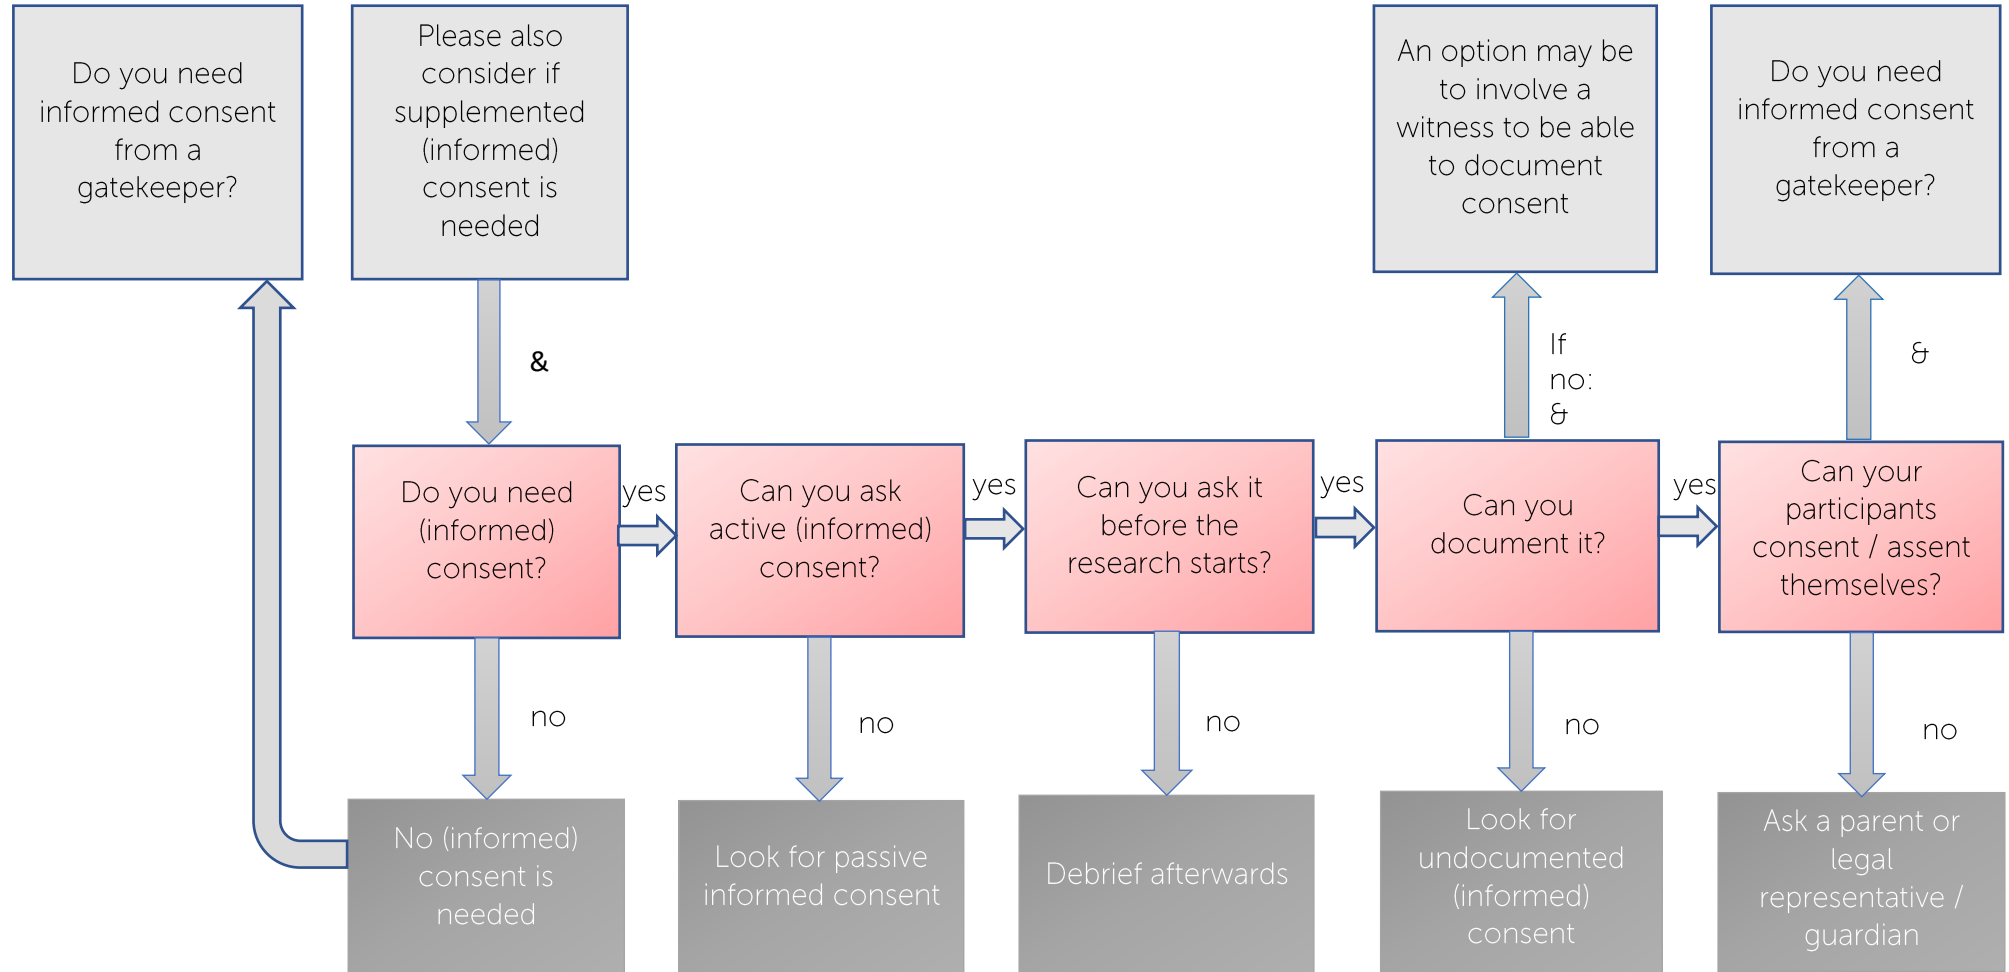 Do you need
informed consent
from a
gatekeeper?
Please also
consider if
supplemented
(informed)
consent is
needed
An option may be
to involve a
witness to be able
to document
consent
Do you need
informed consent
from a
gatekeeper?
&
If
no:
&
&
Do you need
(informed)
consent?
yes
Can you ask
active (informed)
consent?
yes
Can you ask it
before the
research starts?
yes
Can you
document it?
yes
Can your
participants
consent / assent
themselves?
no
no
no
no
no
No (informed)
consent is
needed
Look for passive
informed consent
Debrief afterwards
Look for
undocumented
(informed)
consent
Ask a parent or
legal
representative /
guardian